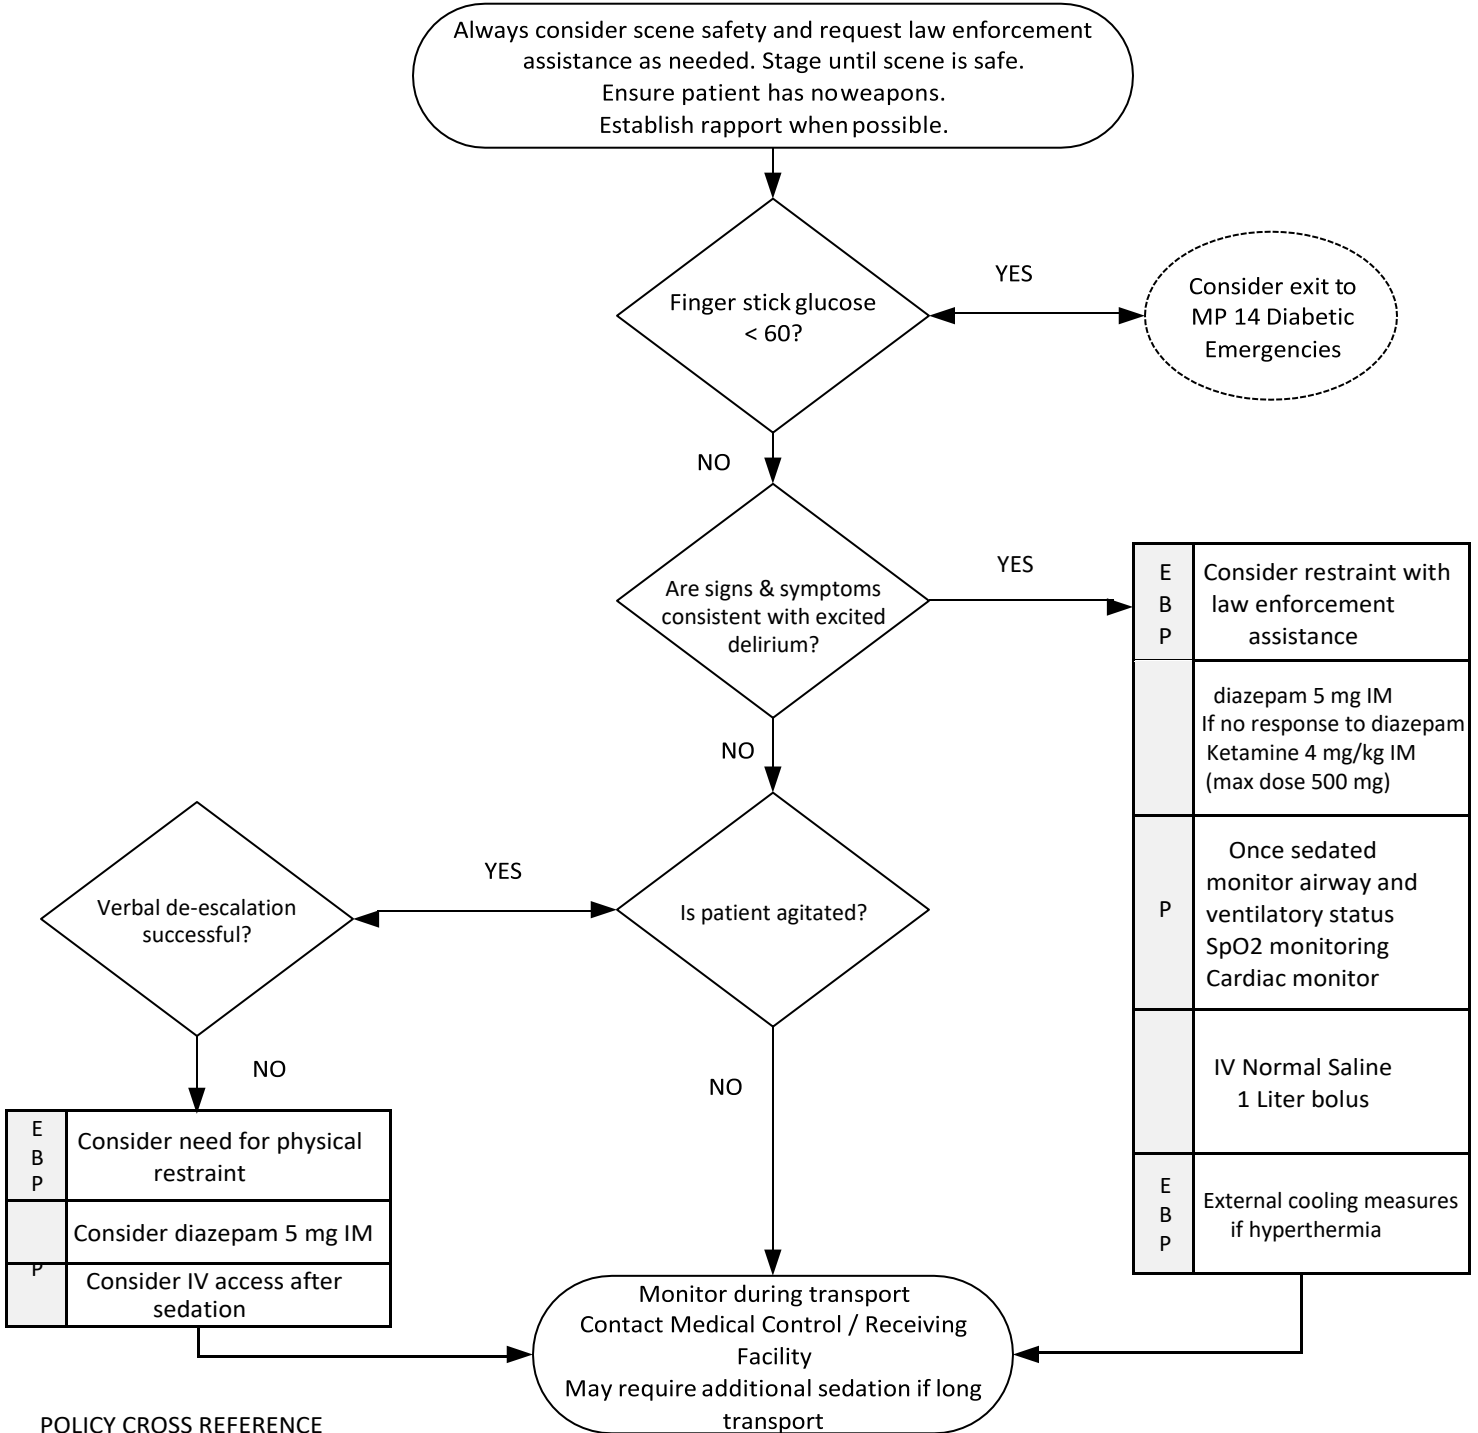 Always consider scene safety and request law enforcement
assistance as needed. Stage until scene is safe.
Ensure patient has noweapons.
Establish rapport when possible.
Finger stick glucose
< 60?
YES
Consider exit to
MP 14 Diabetic
Emergencies
NO
Are signs & symptoms
consistent with excited
delirium?
YES
E
B
P
Consider restraint with
law enforcement
assistance
diazepam 5 mg IM
If no response to diazepam
Ketamine 4 mg/kg IM
(max dose 500 mg)
P
Once sedated
monitor airway and
ventilatory status
SpO2 monitoring
Cardiac monitor
IV Normal Saline
1 Liter bolus
E
B
P
External cooling measures
if hyperthermia
NO
Is patient agitated?
YES
Verbal de-escalation
successful?
NO
E
B
P
Consider need for physical
restraint
Consider diazepam 5 mg IM
P
Consider IV access after
sedation
NO
Monitor during transport
Contact Medical Control / Receiving
Facility
May require additional sedation if long
transport
POLICY CROSS REFERENCE